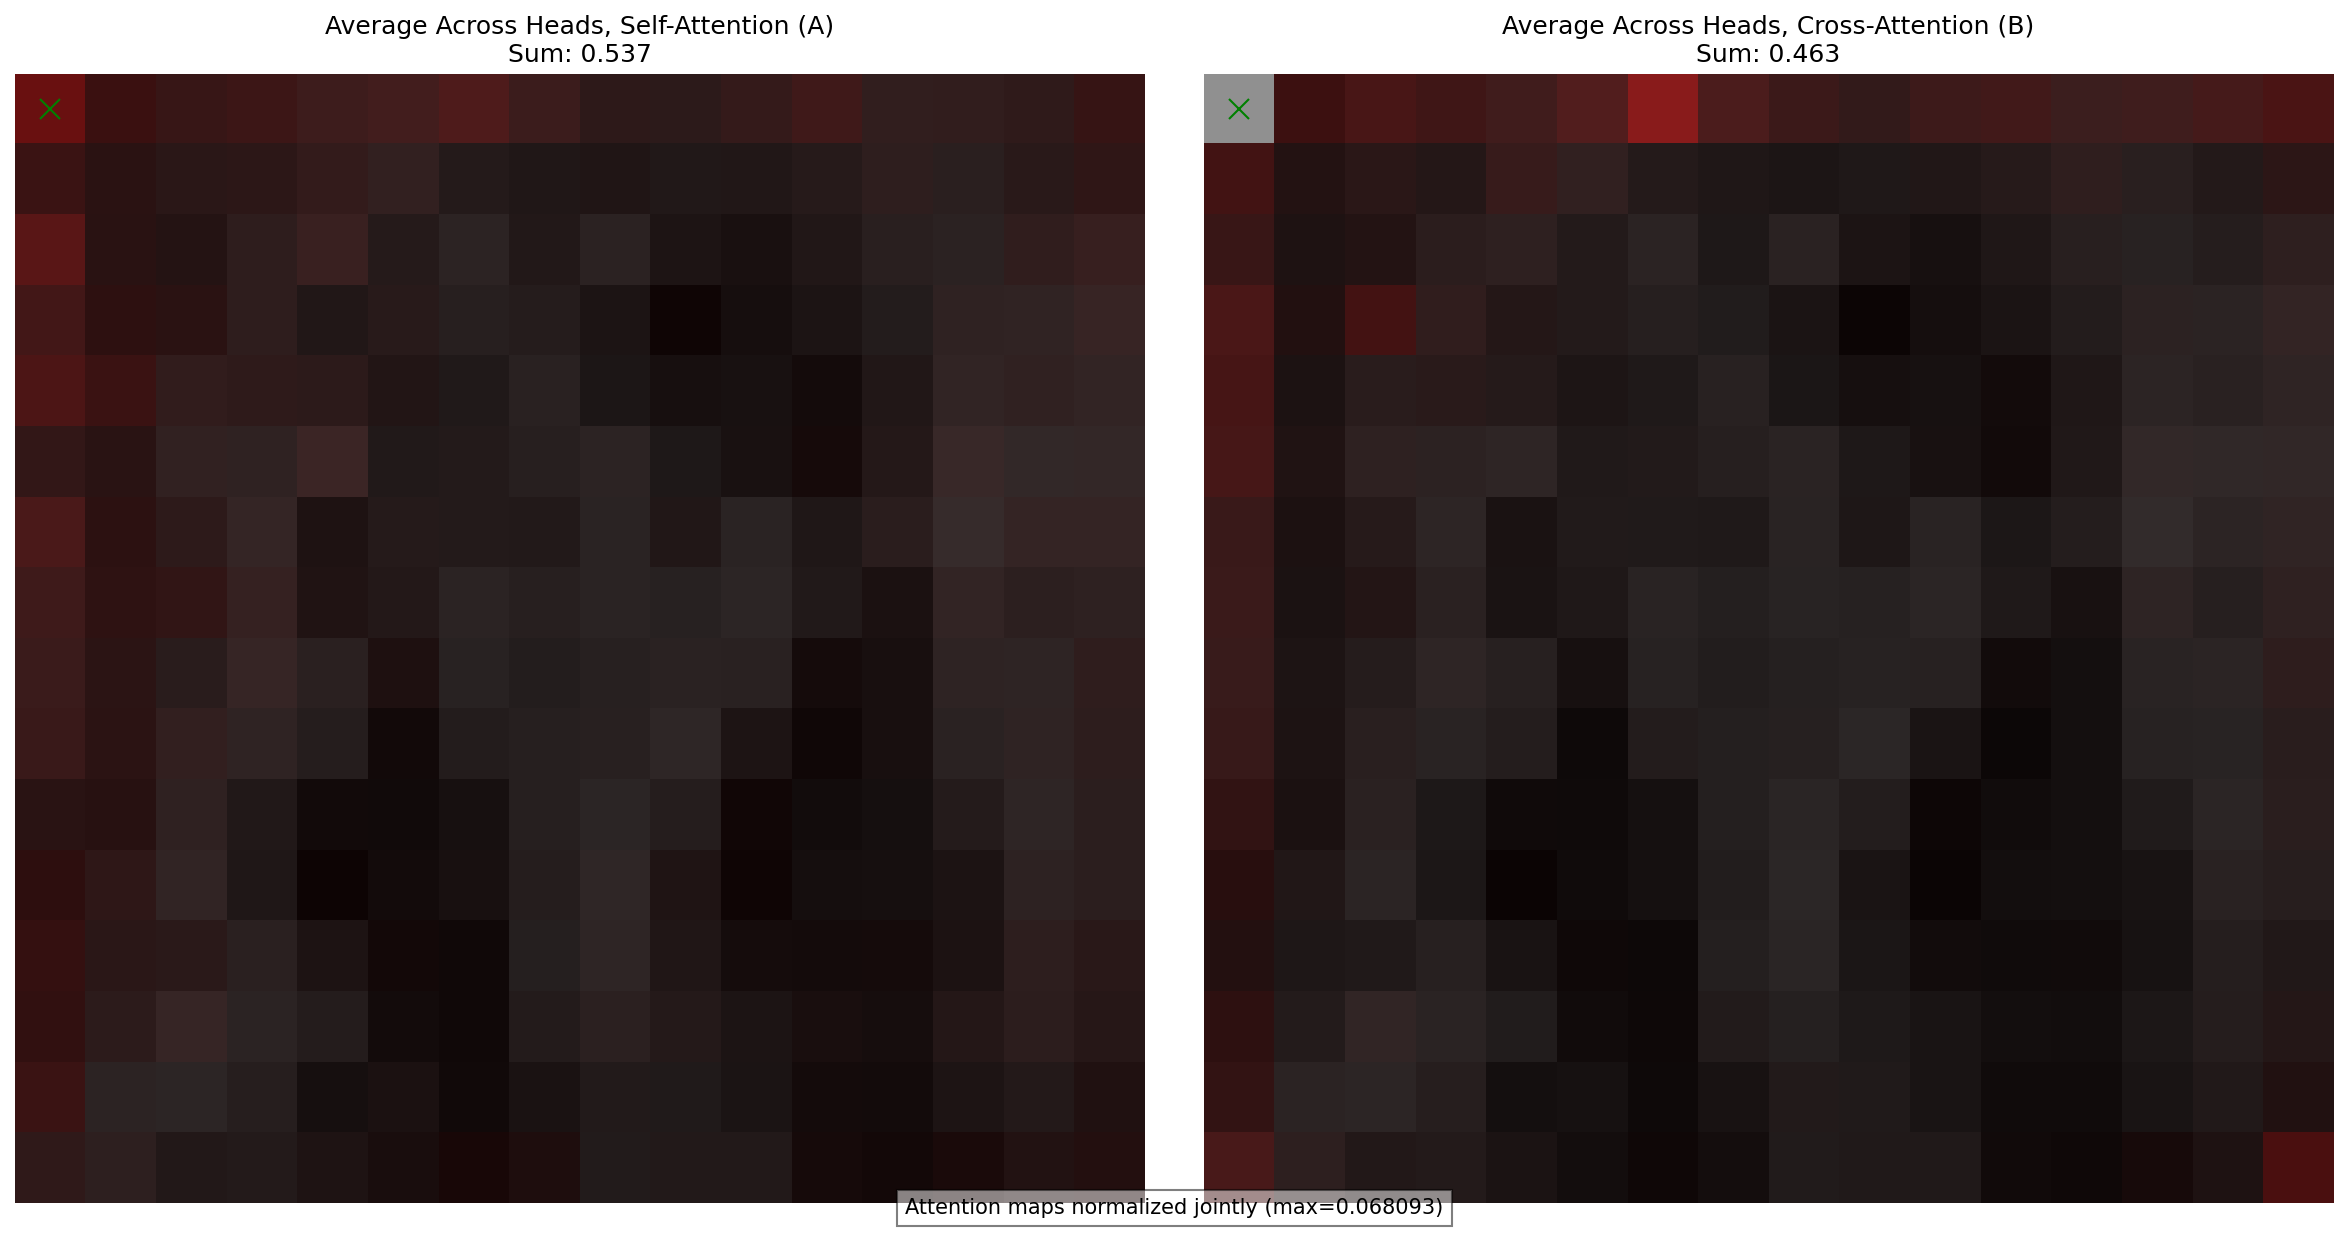 Average Across Heads, Self-Attention (A)
Sum: 0.537
Average Across Heads, Cross-Attention (B)
Sum: 0.463
Attention maps normalized jointly (max=0.068093)